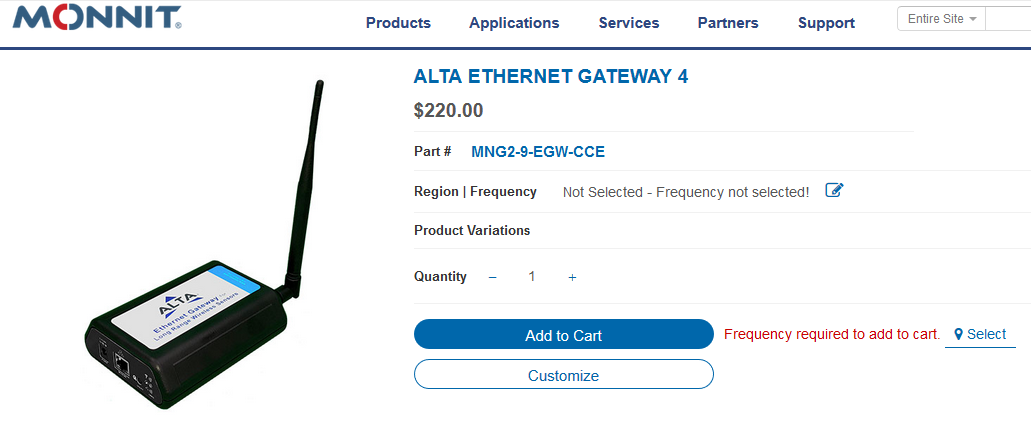 MONNIT®
Products Applications Services Partners Support Entire Site
ALTA ETHERNET GATEWAY 4
$220.00
Part # MNG2-9-EGW-CCE
Region | Frequency Not Selected - Frequency not selected!
Product Variations
Quantity − 1 +
Add to Cart Frequency required to add to cart. Select
Customize
ALTA
Ethernet Gateway
Long Range Wireless Sensors